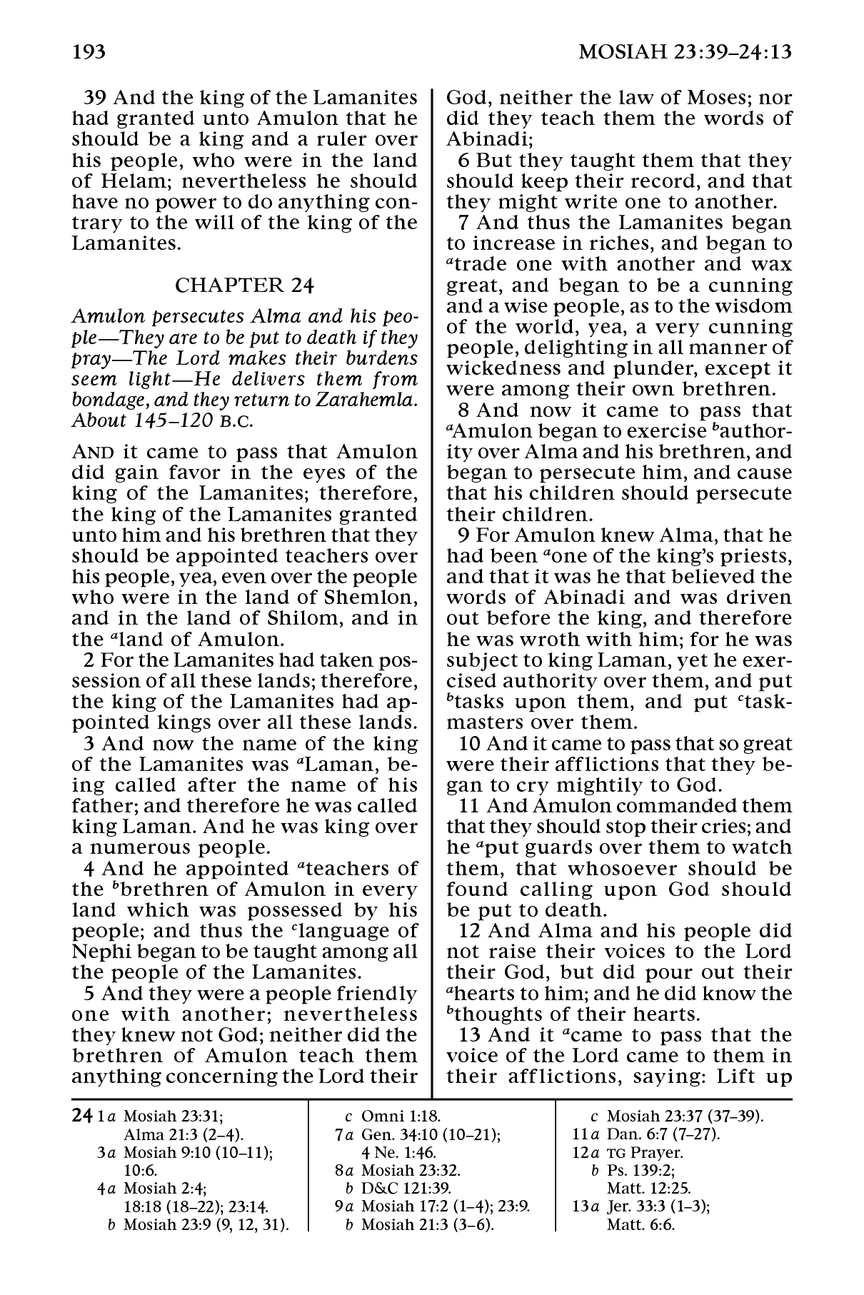 193
MOSIAH 23:39–24:13
39 And the king of the Lamanites
had granted unto Amulon that he
should be a king and a ruler over
his people, who were in the land
of Helam; nevertheless he should
have no power to do anything con-
trary to the will of the king of the
Lamanites.
CHAPTER 24
Amulon persecutes Alma and his peo-
ple—They are to be put to death if they
pray—The Lord makes their burdens
seem light—He delivers them from
bondage, and they return to Zarahemla.
About 145–120 B.C.
AND it came to pass that Amulon
did gain favor in the eyes of the
king of the Lamanites; therefore,
the king of the Lamanites granted
unto him and his brethren that they
should be appointed teachers over
his people, yea, even over the people
who were in the land of Shemlon,
and in the land of Shilom, and in
the aland of Amulon.
2 For the Lamanites had taken pos-
session of all these lands; therefore,
the king of the Lamanites had ap-
pointed kings over all these lands.
3 And now the name of the king
of the Lamanites was aLaman, be-
ing called after the name of his
father; and therefore he was called
king Laman. And he was king over
a numerous people.
4 And he appointed ateachers of
the bbrethren of Amulon in every
land which was possessed by his
people; and thus the clanguage of
Nephi began to be taught among all
the people of the Lamanites.
5 And they were a people friendly
one with another; nevertheless
they knew not God; neither did the
brethren of Amulon teach them
anything concerning the Lord their
God, neither the law of Moses; nor
did they teach them the words of
Abinadi;
6 But they taught them that they
should keep their record, and that
they might write one to another.
7 And thus the Lamanites began
to increase in riches, and began to
atrade one with another and wax
great, and began to be a cunning
and a wise people, as to the wisdom
of the world, yea, a very cunning
people, delighting in all manner of
wickedness and plunder, except it
were among their own brethren.
8 And now it came to pass that
aAmulon began to exercise bauthor-
ity over Alma and his brethren, and
began to persecute him, and cause
that his children should persecute
their children.
9 For Amulon knew Alma, that he
had been aone of the king's priests,
and that it was he that believed the
words of Abinadi and was driven
out before the king, and therefore
he was wroth with him; for he was
subject to king Laman, yet he exer-
cised authority over them, and put
btasks upon them, and put ctask-
masters over them.
10 And it came to pass that so great
were their afflictions that they be-
gan to cry mightily to God.
11 And Amulon commanded them
that they should stop their cries; and
he aput guards over them to watch
them, that whosoever should be
found calling upon God should
be put to death.
12 And Alma and his people did
not raise their voices to the Lord
their God, but did pour out their
ahearts to him; and he did know the
bthoughts of their hearts.
13 And it acame to pass that the
voice of the Lord came to them in
their afflictions, saying: Lift up
24 1a Mosiah 23:31;
Alma 21:3 (2–4).
3a Mosiah 9:10 (10–11);
10:6.
4a Mosiah 2:4;
18:18 (18–22); 23:14.
b Mosiah 23:9 (9, 12, 31).
c Omni 1:18.
7a Gen. 34:10 (10–21);
4 Ne. 1:46.
8a Mosiah 23:32.
b D&C 121:39.
9a Mosiah 17:2 (1–4); 23:9.
b Mosiah 21:3 (3–6).
c Mosiah 23:37 (37–39).
11a Dan. 6:7 (7–27).
12a TG Prayer.
b Ps. 139:2;
Matt. 12:25.
13a Jer. 33:3 (1–3);
Matt. 6:6.